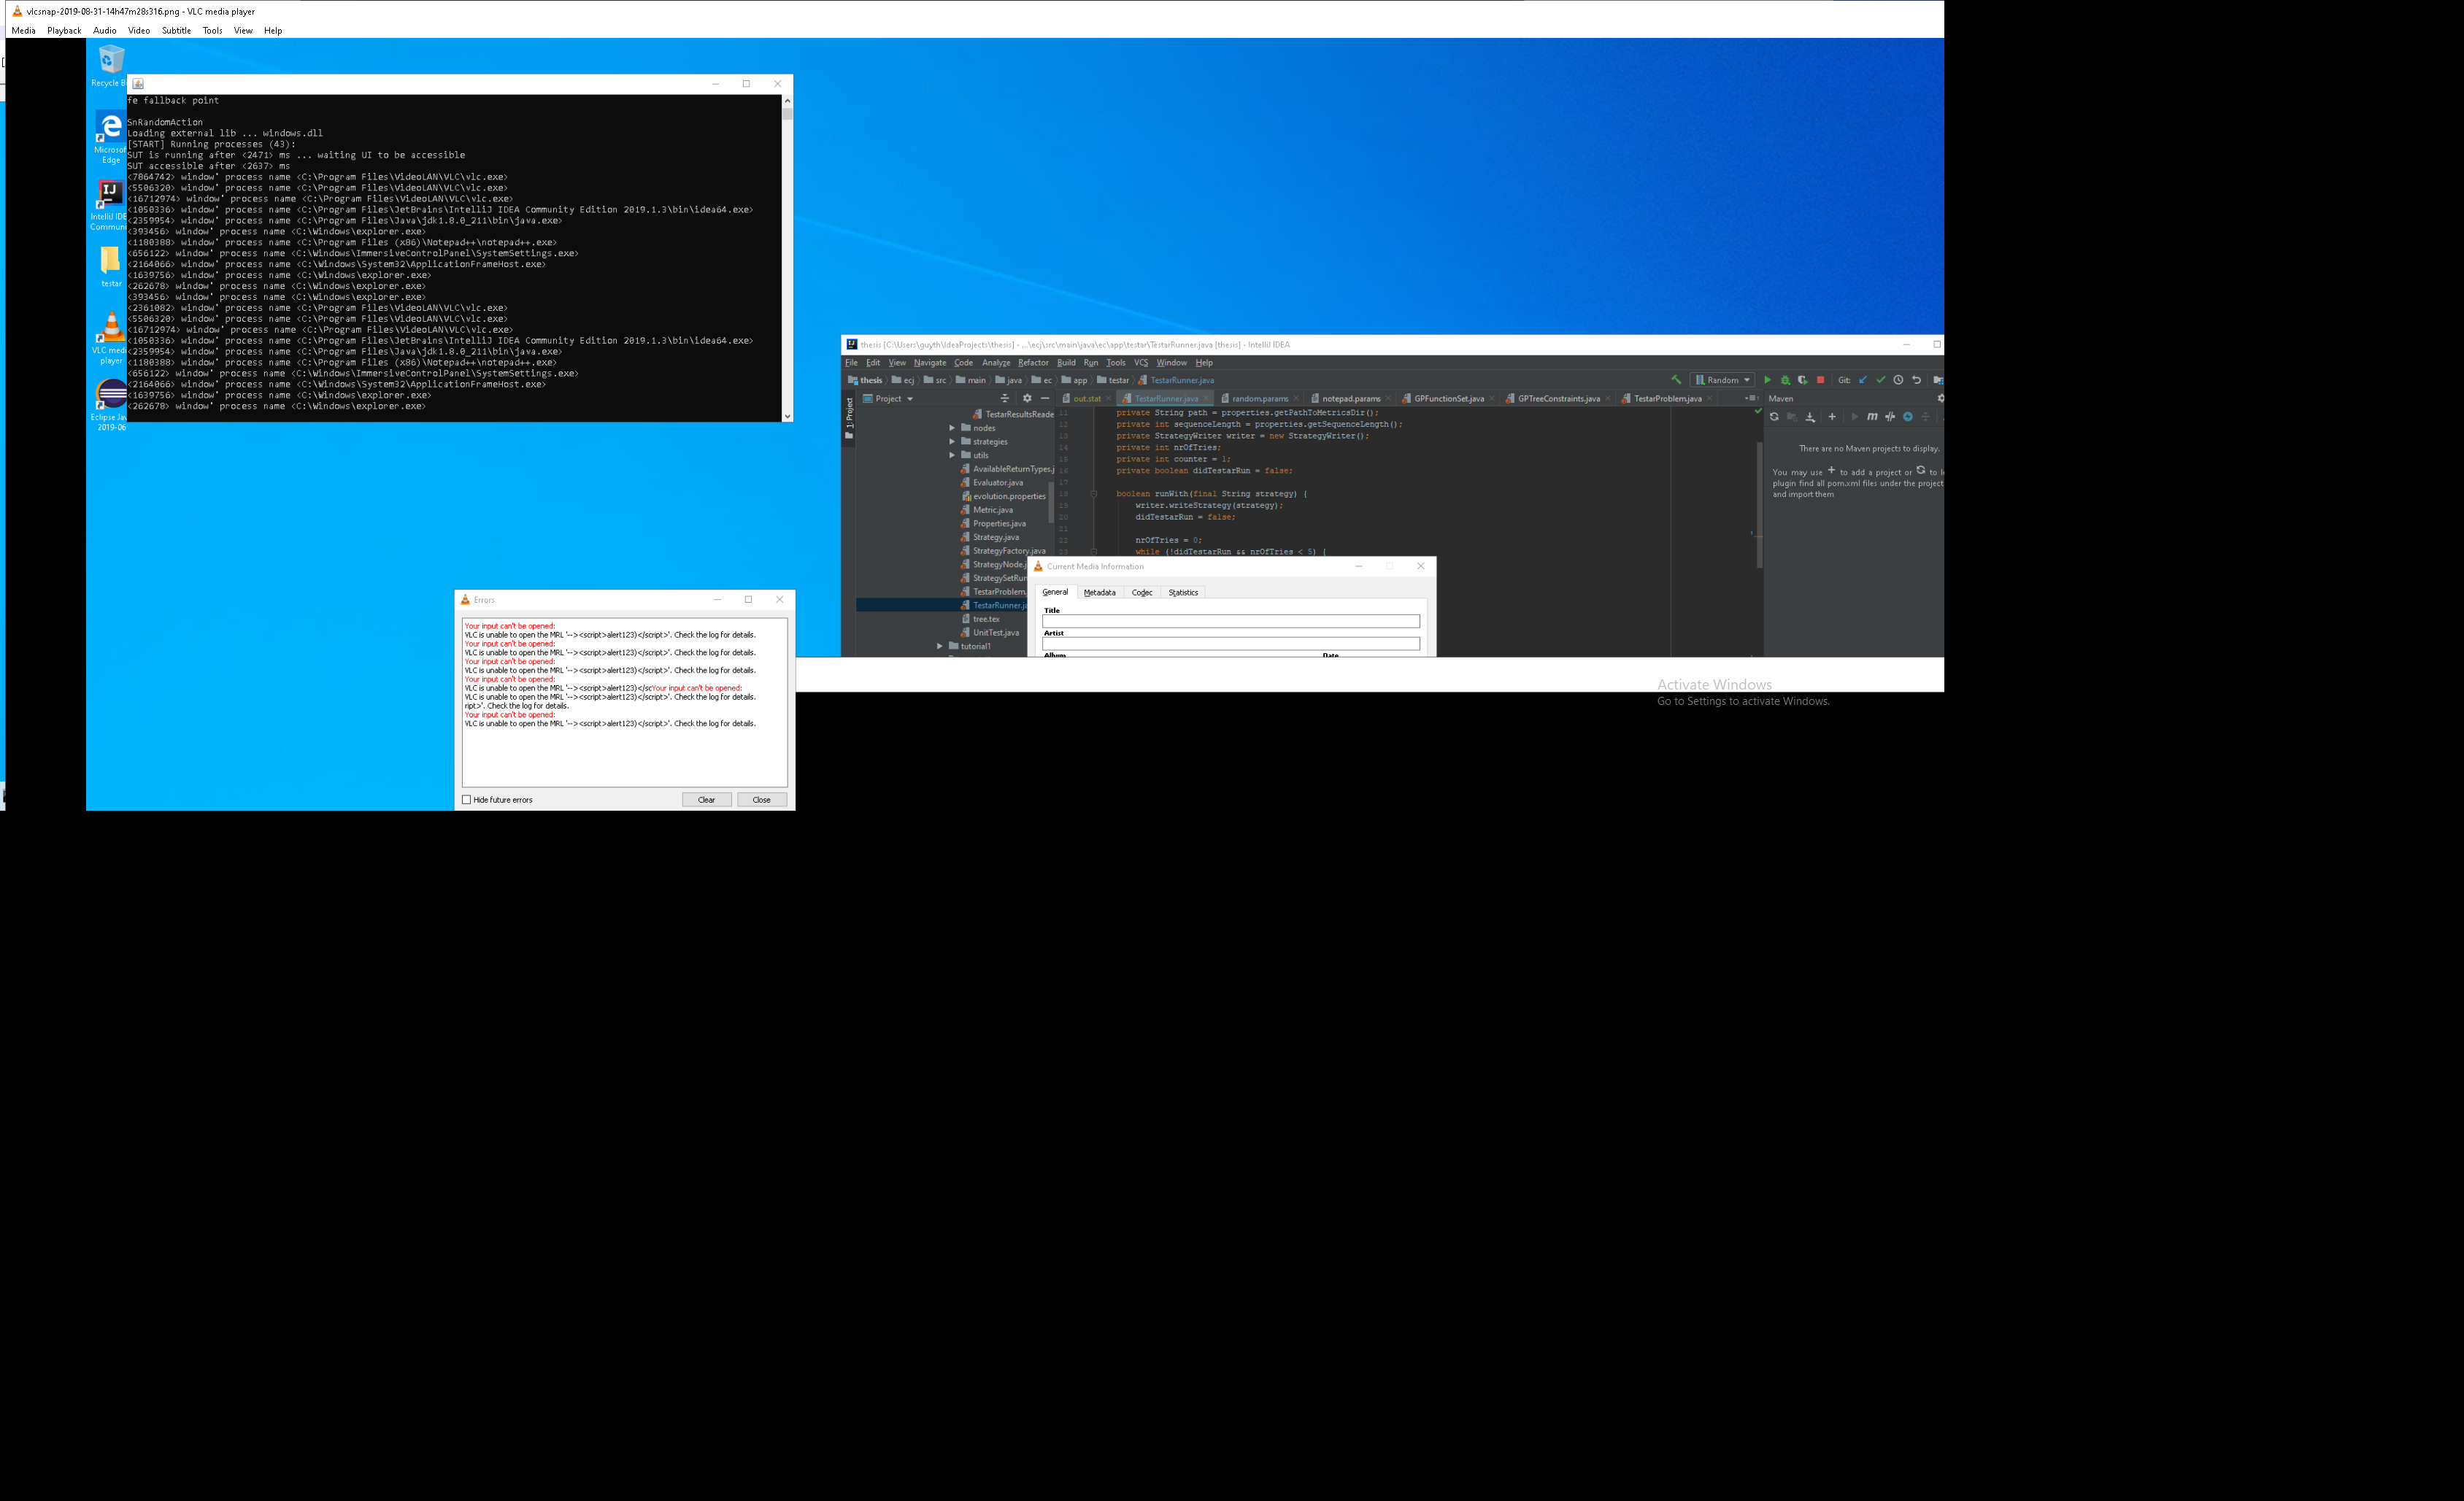 vlcsnap-2019-08-31-14h47m28s316.png - VLC media player
Media Playback Audio Video Subtitle Tools View Help
Recycle B
Microsof
Edge
IntelliJ IDE
Commun
testar
VLC medi
player
Eclipse Jav
2019-06
fe fallback point
SnRandomAction
Loading external lib ... windows.dll
[START] Running processes (43):
SUT is running after <2471> ms ... waiting UI to be accessible
SUT accessible after <2637> ms
<7864742> window' process name <C:\Program Files\VideoLAN\VLC\vlc.exe>
<5506320> window' process name <C:\Program Files\VideoLAN\VLC\vlc.exe>
<16712974> window' process name <C:\Program Files\VideoLAN\VLC\vlc.exe>
<1050336> window' process name <C:\Program Files\JetBrains\IntelliJ IDEA Community Edition 2019.1.3\bin\idea64.exe>
<2359954> window' process name <C:\Program Files\Java\jdk1.8.0_211\bin\java.exe>
<393456> window' process name <C:\Windows\explorer.exe>
<1180388> window' process name <C:\Program Files (x86)\Notepad++\notepad++.exe>
<656122> window' process name <C:\Windows\ImmersiveControlPanel\SystemSettings.exe>
<2164066> window' process name <C:\Windows\System32\ApplicationFrameHost.exe>
<1639756> window' process name <C:\Windows\explorer.exe>
<262678> window' process name <C:\Windows\explorer.exe>
<393456> window' process name <C:\Windows\explorer.exe>
<2361082> window' process name <C:\Program Files\VideoLAN\VLC\vlc.exe>
<5506320> window' process name <C:\Program Files\VideoLAN\VLC\vlc.exe>
<16712974> window' process name <C:\Program Files\VideoLAN\VLC\vlc.exe>
<1050336> window' process name <C:\Program Files\JetBrains\IntelliJ IDEA Community Edition 2019.1.3\bin\idea64.exe>
<2359954> window' process name <C:\Program Files\Java\jdk1.8.0_211\bin\java.exe>
<1180388> window' process name <C:\Program Files (x86)\Notepad++\notepad++.exe>
<656122> window' process name <C:\Windows\ImmersiveControlPanel\SystemSettings.exe>
<2164066> window' process name <C:\Windows\System32\ApplicationFrameHost.exe>
<1639756> window' process name <C:\Windows\explorer.exe>
<262678> window' process name <C:\Windows\explorer.exe>
thesis [C:\Users\guyth\IdeaProjects\thesis] - ...\ecj\src\main\java\ec\app\testar\TestarRunner.java [thesis] - IntelliJ IDEA
File Edit View Navigate Code Analyze Refactor Build Run Tools VCS Window Help
thesis ecj src main java ec app testar TestarRunner.java Random Git:
1: Project
Project out.stat TestarRunner.java random.params notepad.params GPFunctionSet.java GPTreeConstraints.java TestarProblem.java Maven
TestarResultsReade
nodes
strategies
utils
AvailableReturnTypes.j
Evaluator.java
evolution.properties
Metric.java
Properties.java
Strategy.java
StrategyFactory.java
StrategyNode.j
StrategySetRun
TestarProblem.
TestarRunner.ja
tree.tex
UnitTest.java
tutorial1
11 private String path = properties.getPathToMetricsDir();
12 private int sequenceLength = properties.getSequenceLength();
13 private StrategyWriter writer = new StrategyWriter();
14 private int nrOfTries;
15 private int counter = 1;
16 private boolean didTestarRun = false;
17
18 boolean runWith(final String strategy) {
19 writer.writeStrategy(strategy);
20 didTestarRun = false;
21
22 nrOfTries = 0;
23 while (!didTestarRun && nrOfTries < 5) {
There are no Maven projects to display.
You may use + to add a project or to i
plugin find all pom.xml files under the project
and import them
Current Media Information
General Metadata Codec Statistics
Title
Artist
Album Date
Errors
Your input can't be opened:
VLC is unable to open the MRL '--><script>alert123)</script>'. Check the log for details.
Your input can't be opened:
VLC is unable to open the MRL '--><script>alert123)</script>'. Check the log for details.
Your input can't be opened:
VLC is unable to open the MRL '--><script>alert123)</script>'. Check the log for details.
Your input can't be opened:
VLC is unable to open the MRL '--><script>alert123)</scYour input can't be opened:
VLC is unable to open the MRL '--><script>alert123)</script>'. Check the log for details.
ript>'. Check the log for details.
Your input can't be opened:
VLC is unable to open the MRL '--><script>alert123)</script>'. Check the log for details.
Hide future errors Clear Close
Activate Windows
Go to Settings to activate Windows.